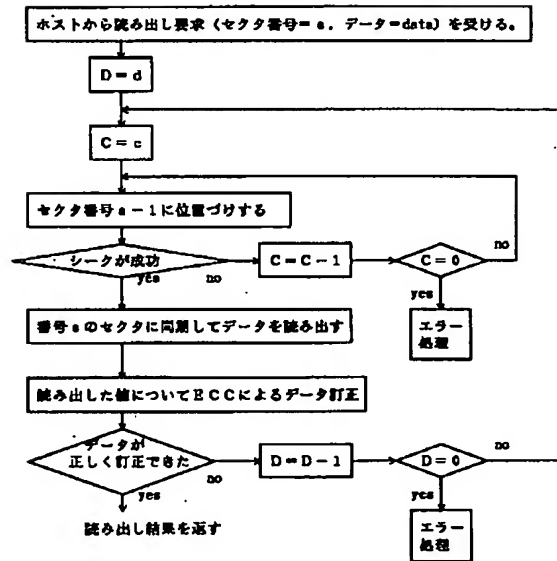 ホストから読み出し要求(セクタ番号=a,データ=data)を受ける。
D=d
C=c
セクタ番号a-1に位置づけする
シークが成功
yes
no
C=C-1
C=0
no
yes
エラー
処理
番号aのセクタに同期してデータを読み出す
読み出した値についてECCによるデータ訂正
データが
正しく訂正できた
yes
no
D=D-1
D=0
no
yes
エラー
処理
読み出し結果を返す